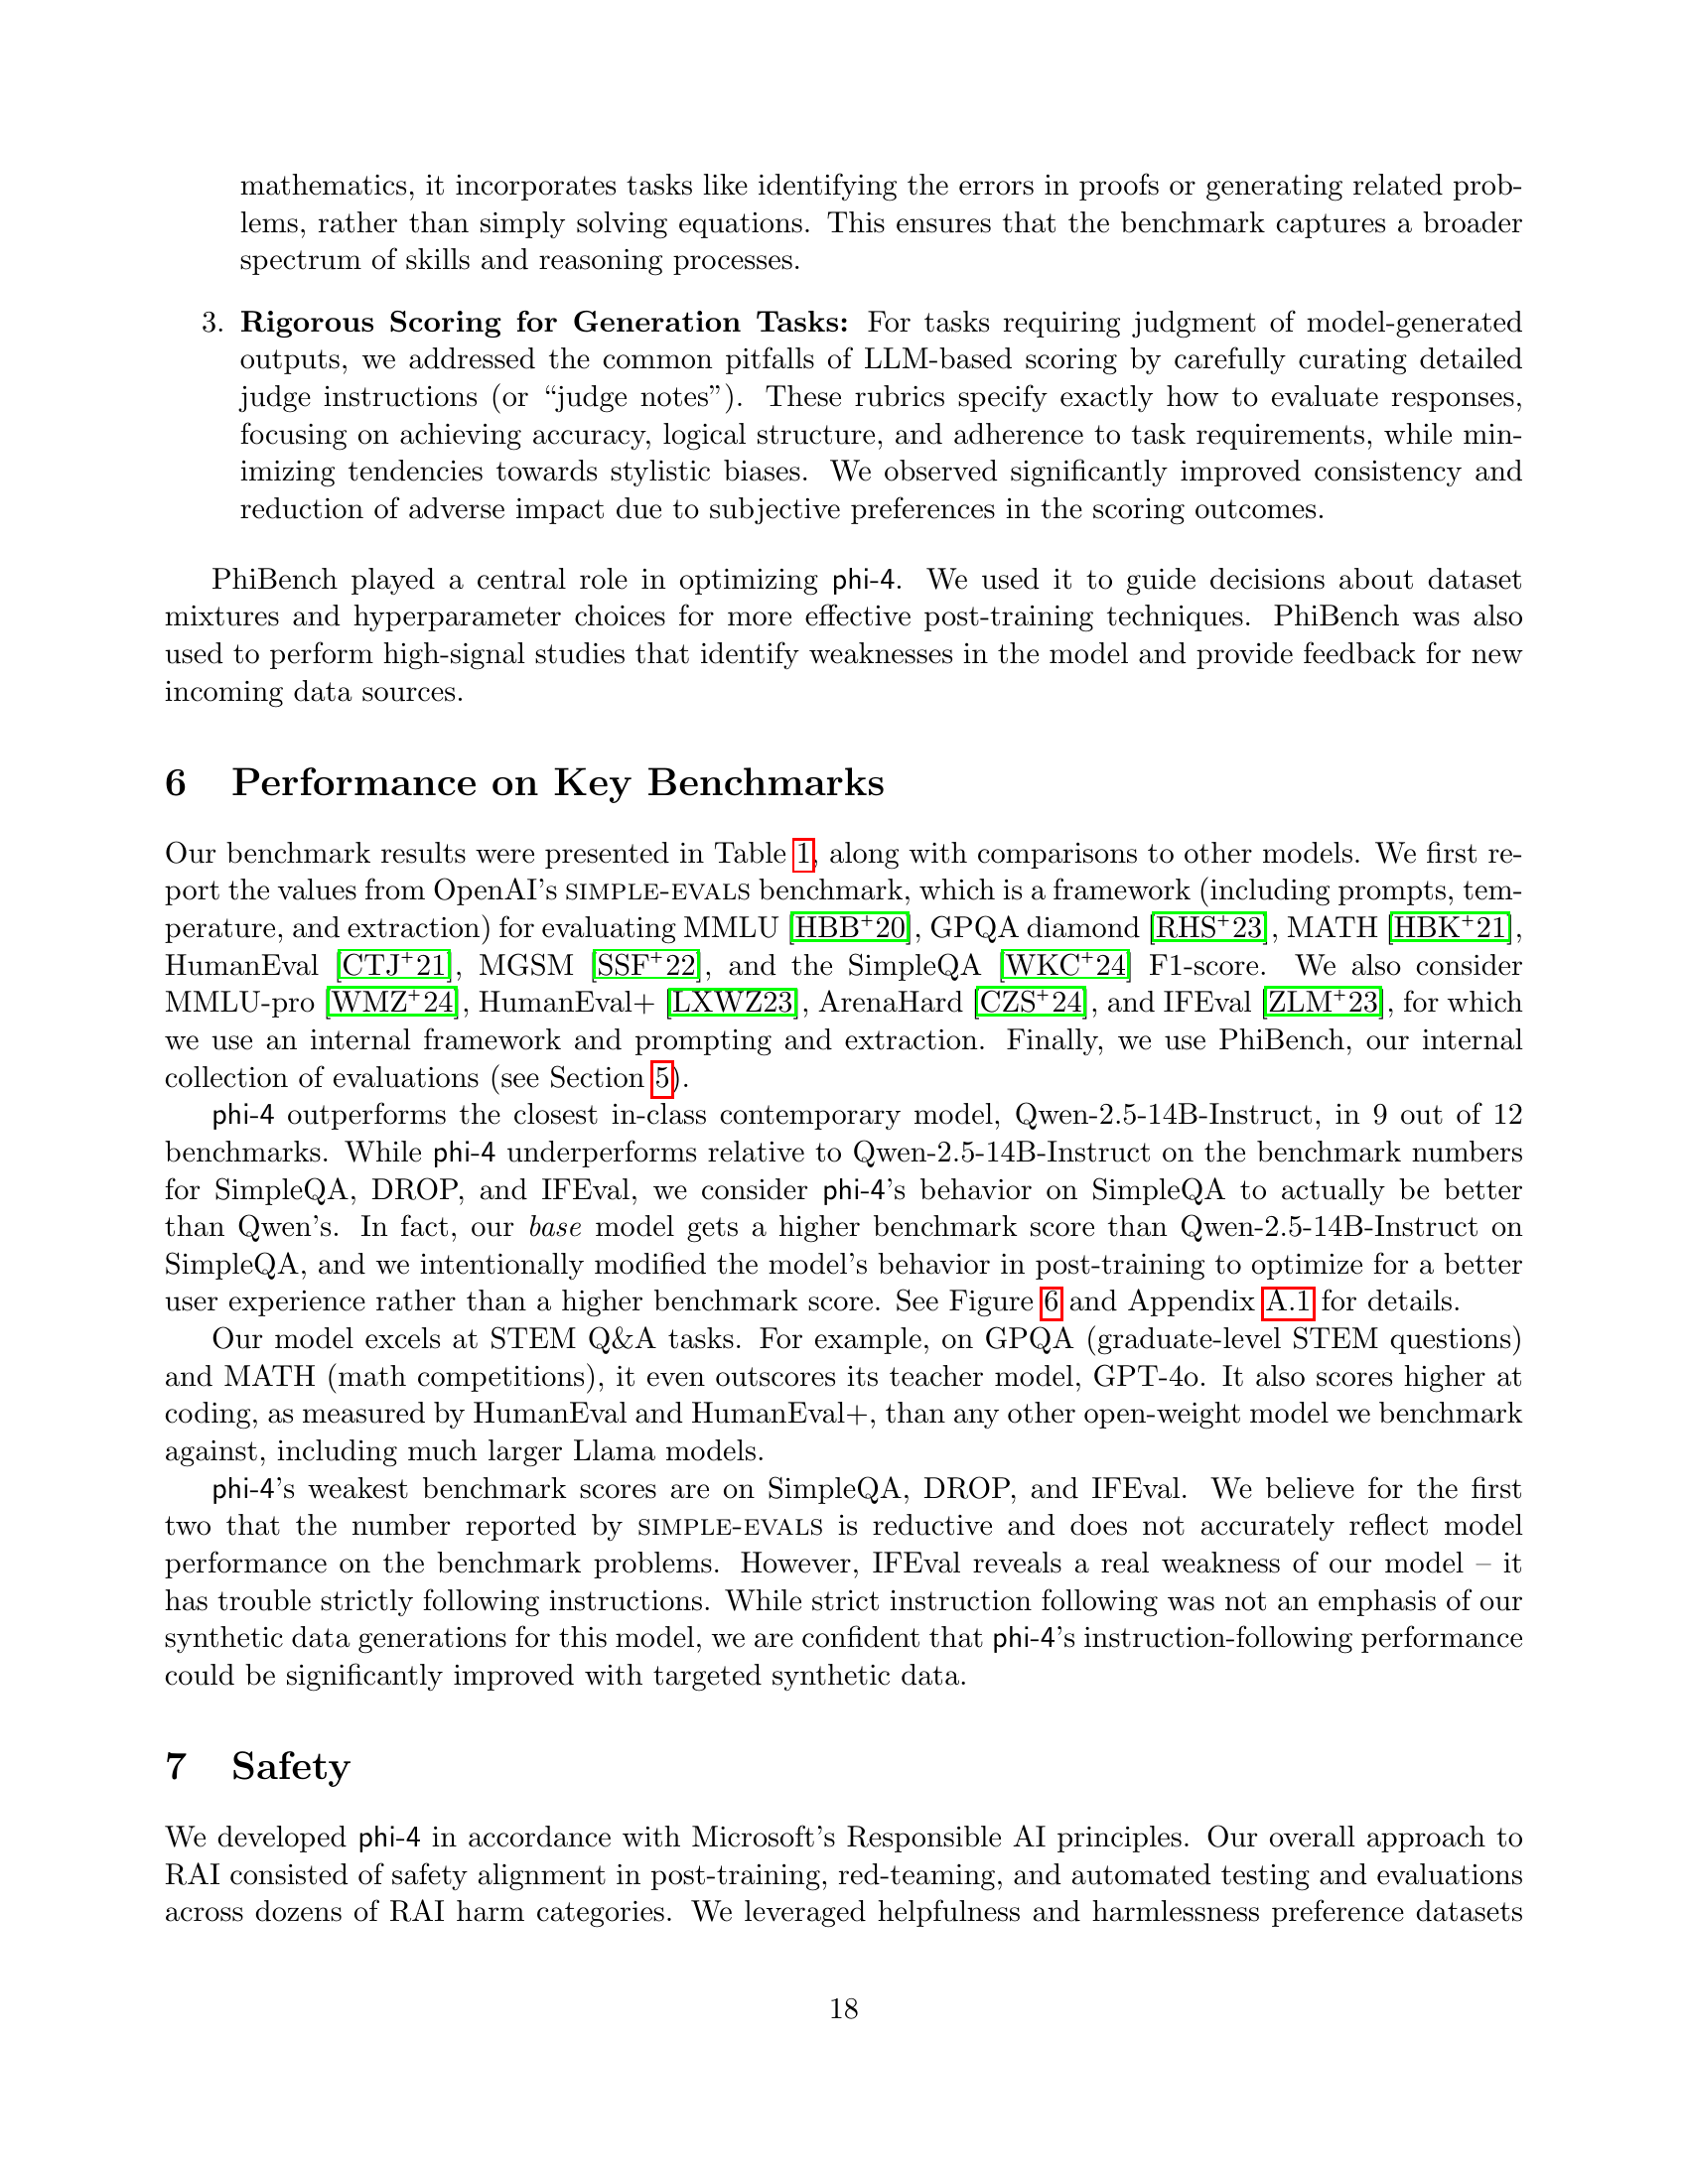 mathematics, it incorporates tasks like identifying the errors in proofs or generating related prob-
lems, rather than simply solving equations. This ensures that the benchmark captures a broader
spectrum of skills and reasoning processes.
3. Rigorous Scoring for Generation Tasks: For tasks requiring judgment of model-generated
outputs, we addressed the common pitfalls of LLM-based scoring by carefully curating detailed
judge instructions (or “judge notes”). These rubrics specify exactly how to evaluate responses,
focusing on achieving accuracy, logical structure, and adherence to task requirements, while min-
imizing tendencies towards stylistic biases. We observed significantly improved consistency and
reduction of adverse impact due to subjective preferences in the scoring outcomes.
PhiBench played a central role in optimizing phi-4. We used it to guide decisions about dataset
mixtures and hyperparameter choices for more effective post-training techniques. PhiBench was also
used to perform high-signal studies that identify weaknesses in the model and provide feedback for new
incoming data sources.
6 Performance on Key Benchmarks
Our benchmark results were presented in Table 1, along with comparisons to other models. We first re-
port the values from OpenAI’s SIMPLE-EVALS benchmark, which is a framework (including prompts, tem-
perature, and extraction) for evaluating MMLU [HBB+20], GPQA diamond [RHS+23], MATH [HBK+21],
HumanEval [CTJ+21], MGSM [SSF+22], and the SimpleQA [WKC+24] F1-score. We also consider
MMLU-pro [WMZ+24], HumanEval+ [LXWZ23], ArenaHard [CZS+24], and IFEval [ZLM+23], for which
we use an internal framework and prompting and extraction. Finally, we use PhiBench, our internal
collection of evaluations (see Section 5).
phi-4 outperforms the closest in-class contemporary model, Qwen-2.5-14B-Instruct, in 9 out of 12
benchmarks. While phi-4 underperforms relative to Qwen-2.5-14B-Instruct on the benchmark numbers
for SimpleQA, DROP, and IFEval, we consider phi-4’s behavior on SimpleQA to actually be better
than Qwen’s. In fact, our base model gets a higher benchmark score than Qwen-2.5-14B-Instruct on
SimpleQA, and we intentionally modified the model’s behavior in post-training to optimize for a better
user experience rather than a higher benchmark score. See Figure 6 and Appendix A.1 for details.
Our model excels at STEM Q&A tasks. For example, on GPQA (graduate-level STEM questions)
and MATH (math competitions), it even outscores its teacher model, GPT-4o. It also scores higher at
coding, as measured by HumanEval and HumanEval+, than any other open-weight model we benchmark
against, including much larger Llama models.
phi-4’s weakest benchmark scores are on SimpleQA, DROP, and IFEval. We believe for the first
two that the number reported by SIMPLE-EVALS is reductive and does not accurately reflect model
performance on the benchmark problems. However, IFEval reveals a real weakness of our model – it
has trouble strictly following instructions. While strict instruction following was not an emphasis of our
synthetic data generations for this model, we are confident that phi-4’s instruction-following performance
could be significantly improved with targeted synthetic data.
7 Safety
We developed phi-4 in accordance with Microsoft’s Responsible AI principles. Our overall approach to
RAI consisted of safety alignment in post-training, red-teaming, and automated testing and evaluations
across dozens of RAI harm categories. We leveraged helpfulness and harmlessness preference datasets
18